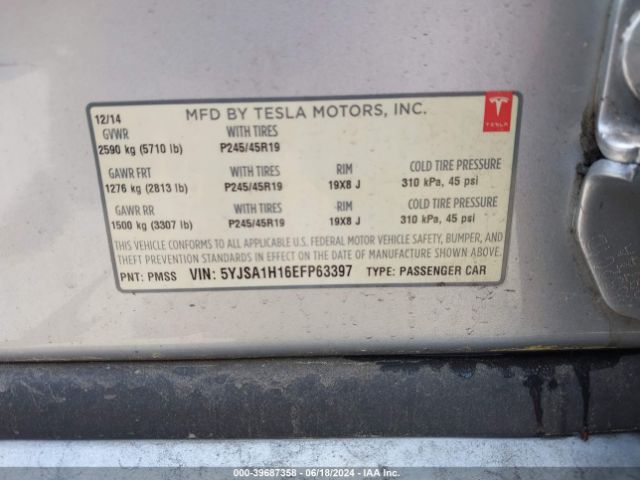 12/14 MFD BY TESLA MOTORS, INC.
TESLA
GVWR WITH TIRES
2590 kg (5710 lb) P245/45R19
GAWR FRT WITH TIRES RIM COLD TIRE PRESSURE
1276 kg (2813 lb) P245/45R19 19X8 J 310 kPa, 45 psi
GAWR RR WITH TIRES RIM COLD TIRE PRESSURE
1500 kg (3307 lb) P245/45R19 19X8 J 310 kPa, 45 psi
THIS VEHICLE CONFORMS TO ALL APPLICABLE U.S. FEDERAL MOTOR VEHICLE SAFETY, BUMPER, AND
THEFT PREVENTION STANDARDS IN EFFECT ON THE DATE OF MANUFACTURE SHOWN ABOVE.
PNT: PMSS VIN: 5YJSA1H16EFP63397 TYPE: PASSENGER CAR
000-39687358 - 06/18/2024 - IAA Inc.